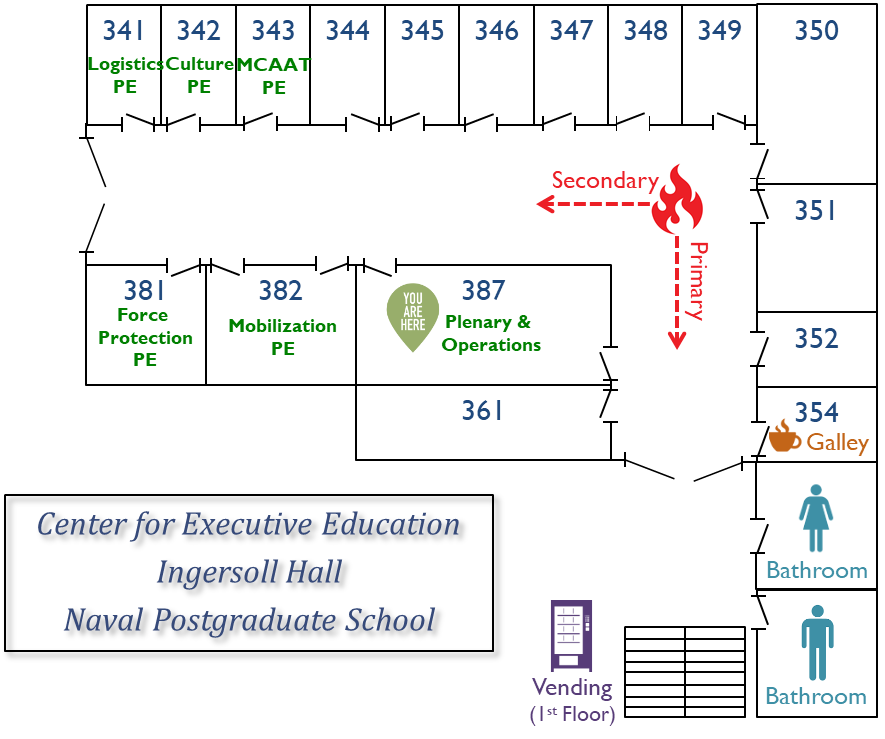 341
342
343
344
345
346
347
348
349
350
Logistics
PE
Culture
PE
MCAAT
PE
Secondary
351
Primary
381
Force
Protection
PE
382
Mobilization
PE
YOU
ARE
HERE
387
Plenary &
Operations
352
361
354
Galley
Center for Executive Education
Ingersoll Hall
Naval Postgraduate School
Bathroom
Vending
(1st Floor)
Bathroom